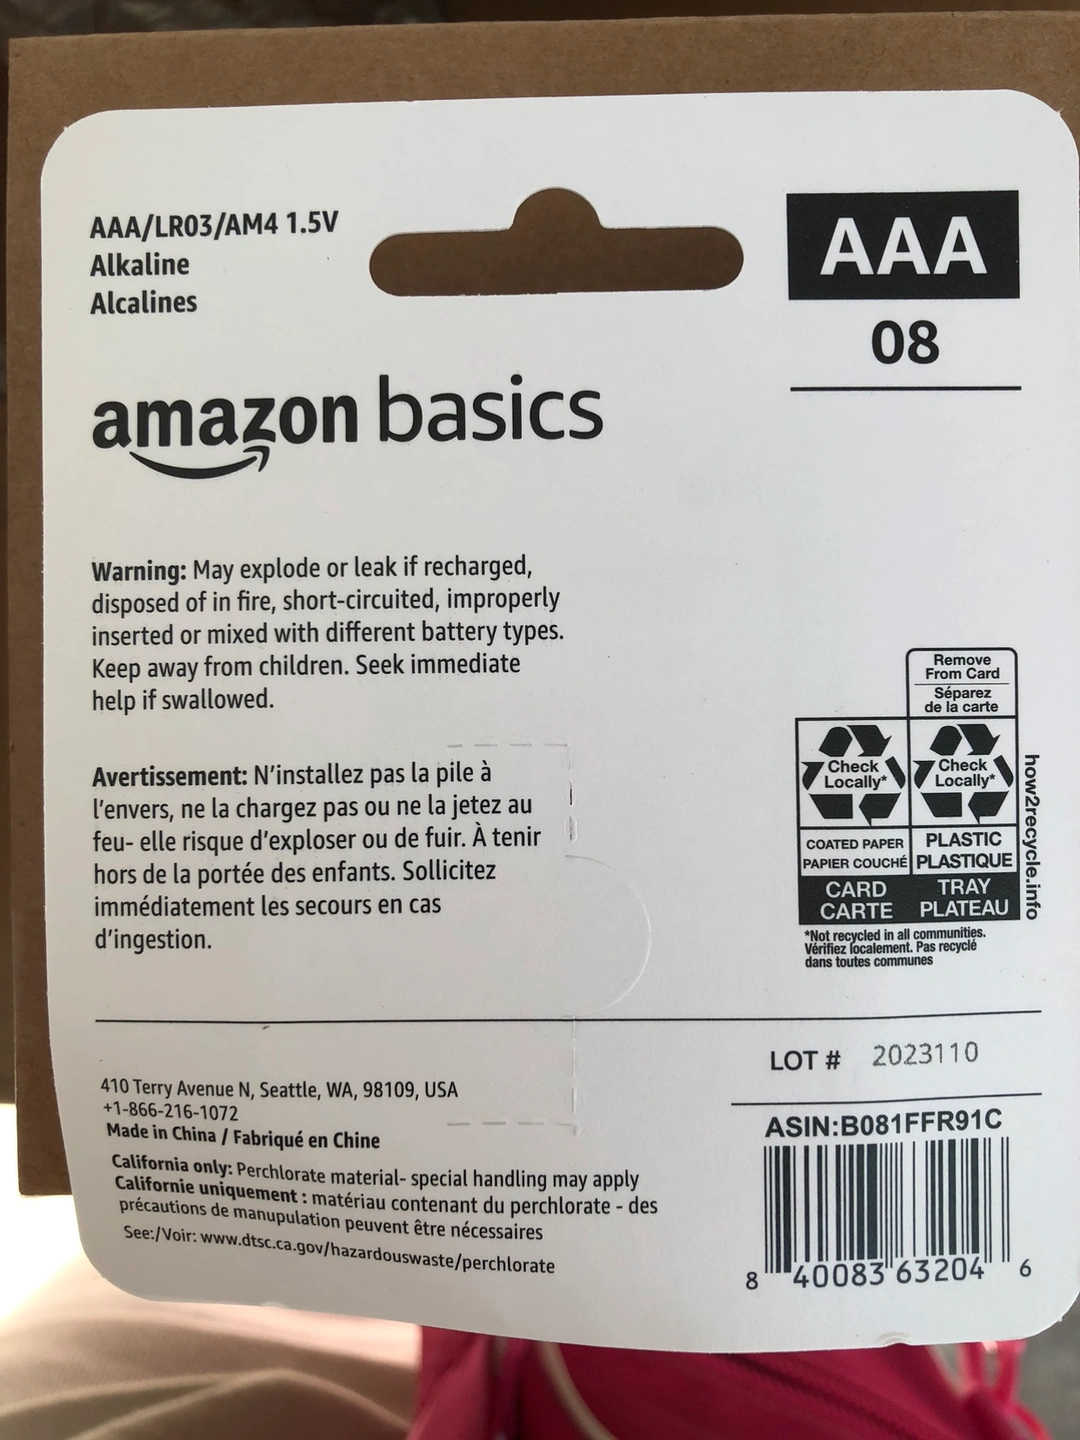 AAA/LR03/AM4 1.5V
Alkaline
Alcalines
AAA
08
amazon basics
Warning: May explode or leak if recharged,
disposed of in fire, short-circuited, improperly
inserted or mixed with different battery types.
Keep away from children. Seek immediate
help if swallowed.
Avertissement: N'installez pas la pile à
l'envers, ne la chargez pas ou ne la jetez au
feu- elle risque d'exploser ou de fuir. À tenir
hors de la portée des enfants. Sollicitez
immédiatement les secours en cas
d'ingestion.
Remove
From Card
Séparez
de la carte
Check
Locally*
Check
Locally*
COATED PAPER
PAPIER COUCHÉ
PLASTIC
PLASTIQUE
CARD
CARTE
TRAY
PLATEAU
how2recycle.info
*Not recycled in all communities.
Vérifiez localement. Pas recyclé
dans toutes communes
410 Terry Avenue N, Seattle, WA, 98109, USA
+1-866-216-1072
Made in China / Fabriqué en Chine
California only: Perchlorate material- special handling may apply
Californie uniquement : matériau contenant du perchlorate - des
précautions de manupulation peuvent être nécessaires
See:/Voir: www.dtsc.ca.gov/hazardouswaste/perchlorate
LOT # 2023110
ASIN:B081FFR91C
8 40083 63204 6